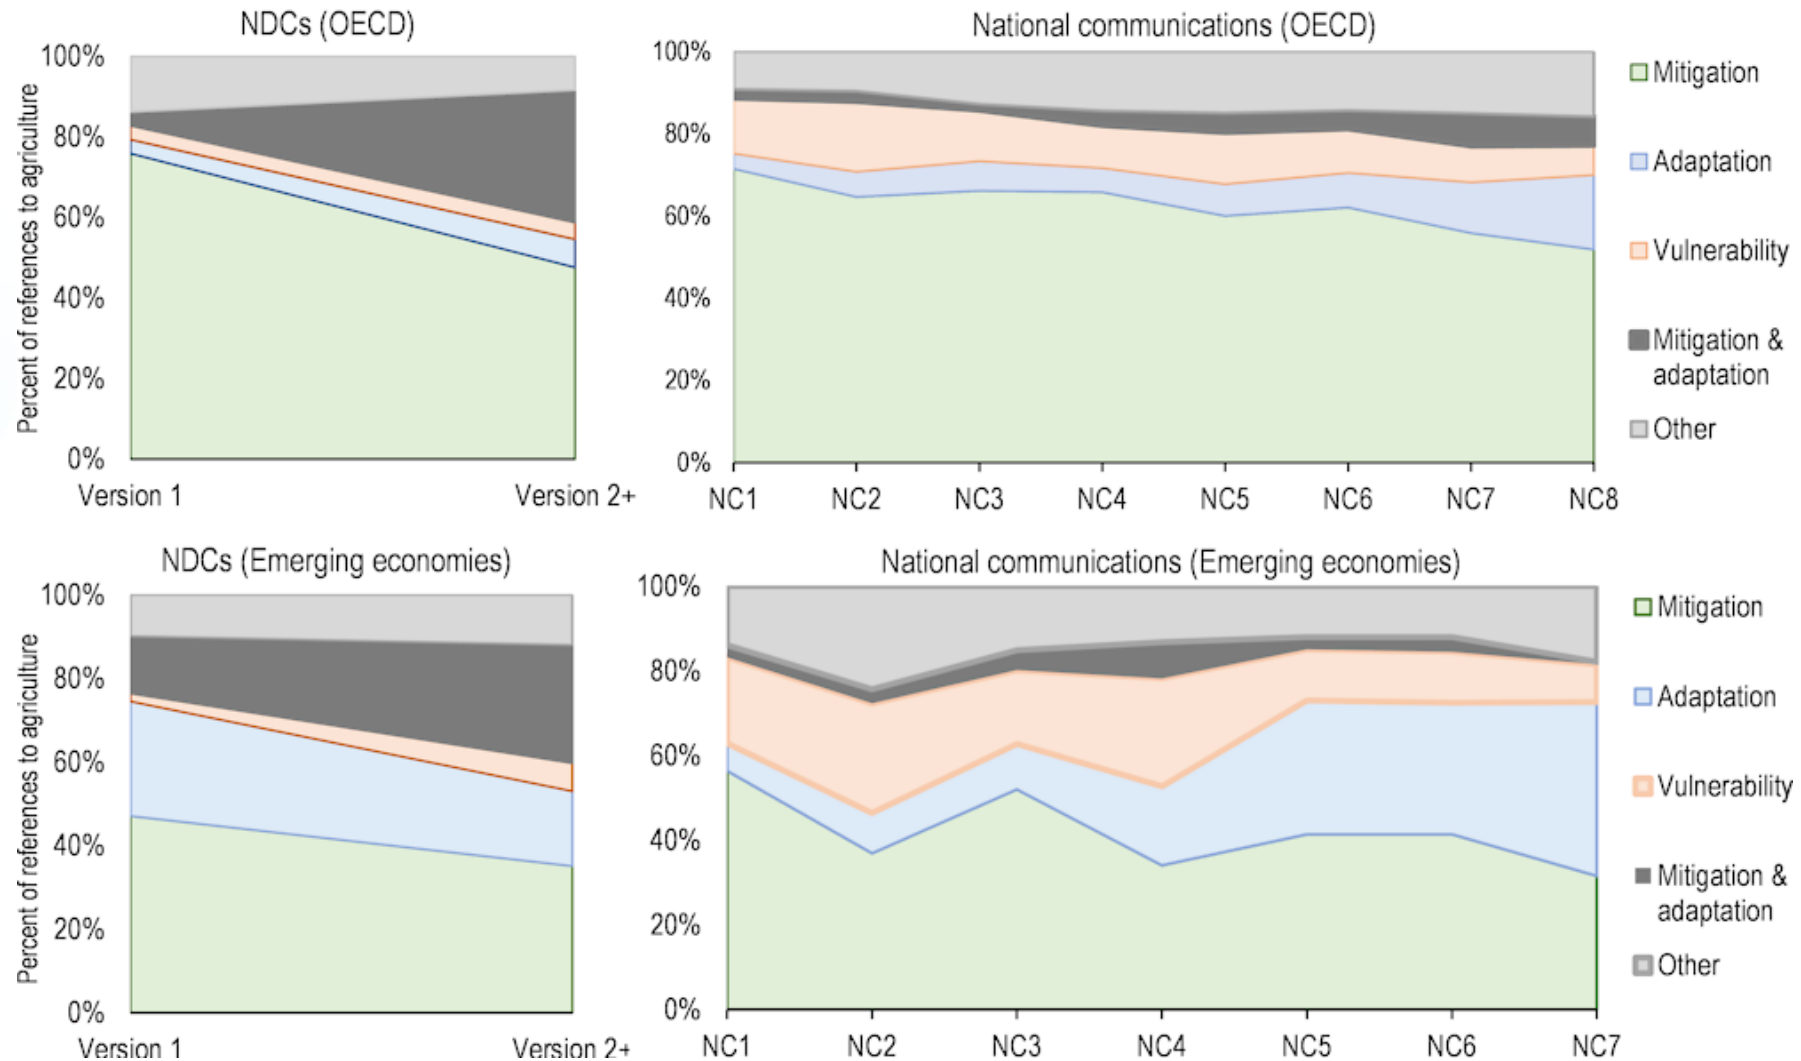 NDCs (OECD)
Percent of references to agriculture
100%
80%
60%
40%
20%
0%
Version 1
Version 2+
National communications (OECD)
100%
80%
60%
40%
20%
0%
NC1
NC2
NC3
NC4
NC5
NC6
NC7
NC8
Mitigation
Adaptation
Vulnerability
Mitigation &
adaptation
Other
NDCs (Emerging economies)
Percent of references to agriculture
100%
80%
60%
40%
20%
0%
Version 1
Version 2+
National communications (Emerging economies)
100%
80%
60%
40%
20%
0%
NC1
NC2
NC3
NC4
NC5
NC6
NC7
Mitigation
Adaptation
Vulnerability
Mitigation &
adaptation
Other